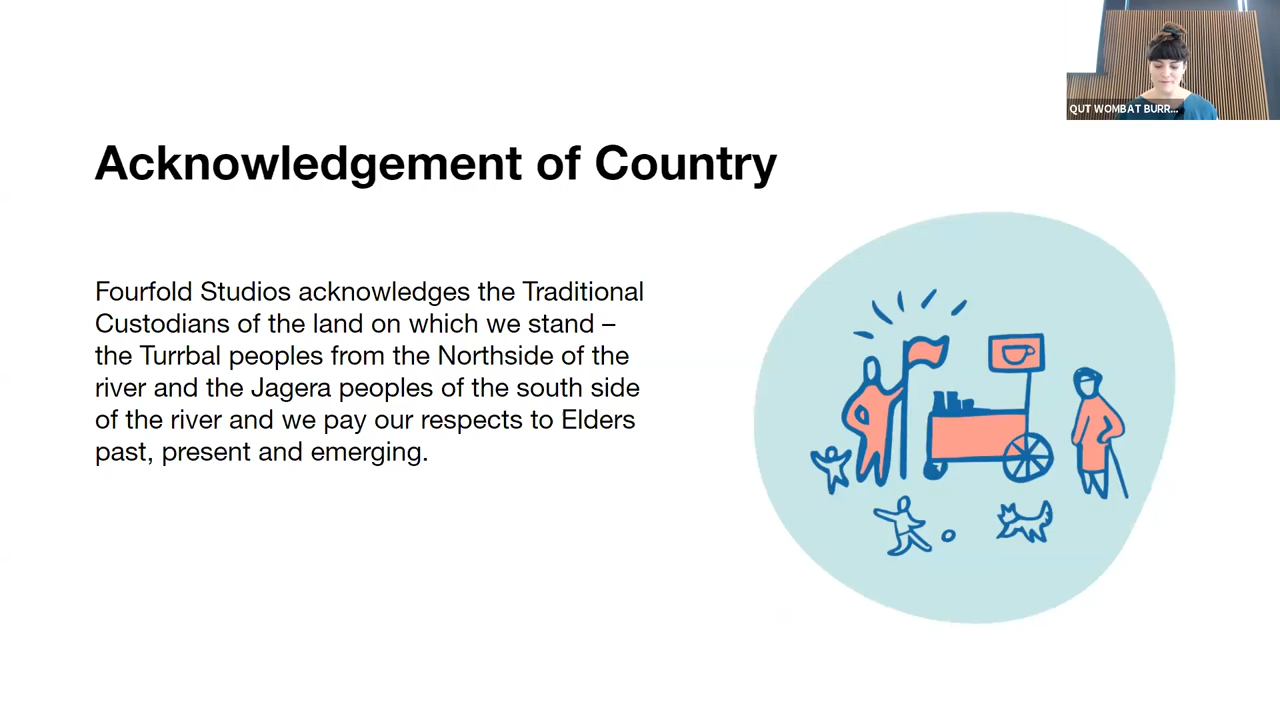 QUT WOMBAT BURR...
Acknowledgement of Country
Fourfold Studios acknowledges the Traditional
Custodians of the land on which we stand –
the Turrbal peoples from the Northside of the
river and the Jagera peoples of the south side
of the river and we pay our respects to Elders
past, present and emerging.